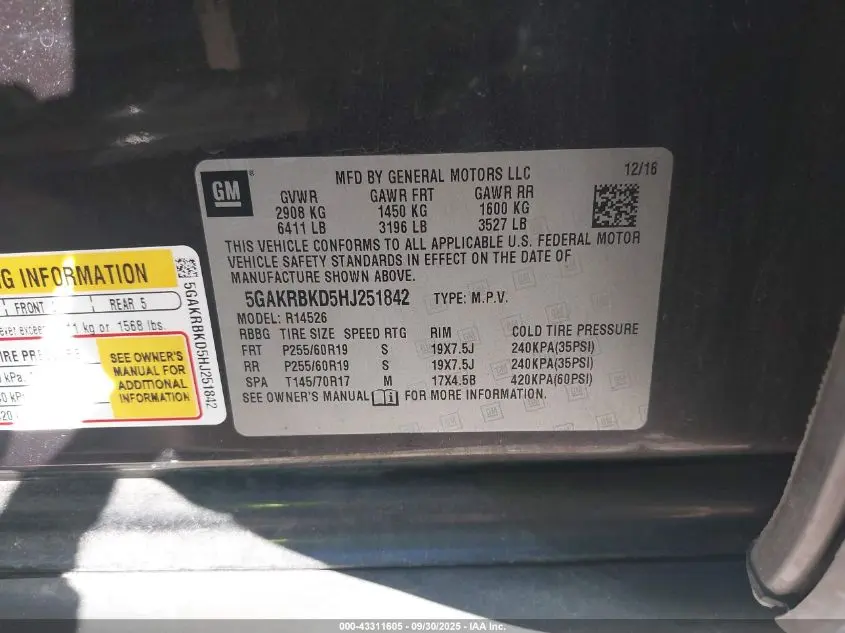 GM
MFD BY GENERAL MOTORS LLC 12/16
GVWR GAWR FRT GAWR RR
2908 KG 1450 KG 1600 KG
6411 LB 3196 LB 3527 LB
THIS VEHICLE CONFORMS TO ALL APPLICABLE U.S. FEDERAL MOTOR
VEHICLE SAFETY STANDARDS IN EFFECT ON THE DATE OF
MANUFACTURE SHOWN ABOVE.
5GAKRBKD5HJ251842 TYPE: M.P.V.
MODEL: R14526
RBBG TIRE SIZE SPEED RTG RIM COLD TIRE PRESSURE
FRT P255/60R19 S 19X7.5J 240KPA(35PSI)
RR P255/60R19 S 19X7.5J 240KPA(35PSI)
SPA T145/70R17 M 17X4.5B 420KPA(60PSI)
SEE OWNER'S MANUAL FOR MORE INFORMATION.
NG INFORMATION
FRONT REAR 5
kg or 1568 lbs.
SEE OWNER'S
MANUAL FOR
ADDITIONAL
INFORMATION
5GAKRBKD5HJ251842
000-43311605 - 09/30/2025 - IAA Inc.